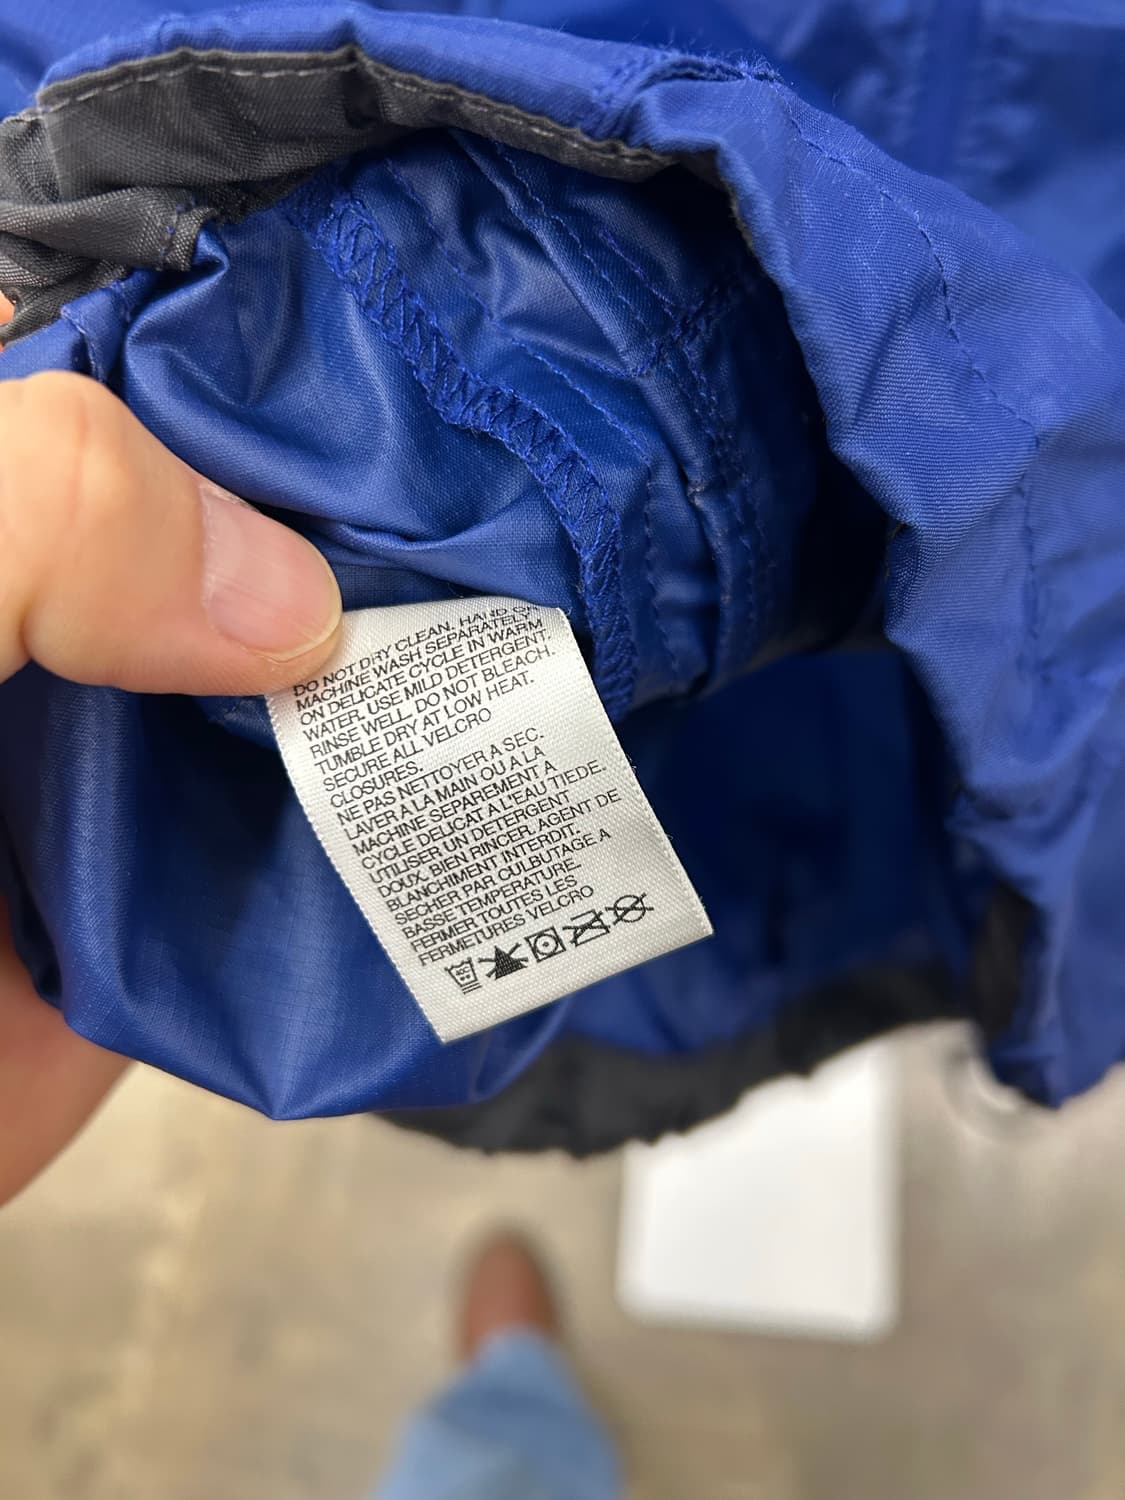 DO NOT DRY CLEAN. HAND OR
MACHINE WASH SEPARATELY
ON DELICATE CYCLE IN WARM
WATER. USE MILD DETERGENT.
RINSE WELL. DO NOT BLEACH.
TUMBLE DRY AT LOW HEAT.
SECURE ALL VELCRO
CLOSURES.
NE PAS NETTOYER A SEC.
LAVER A LA MAIN OU A LA
MACHINE SEPAREMENT A
CYCLE DELICAT A L'EAU TIEDE.
UTILISER UN DETERGENT
DOUX. BIEN RINCER. AGENT DE
BLANCHIMENT INTERDIT.
SECHER PAR CULBUTAGE A
BASSE TEMPERATURE.
FERMER TOUTES LES
FERMETURES VELCRO